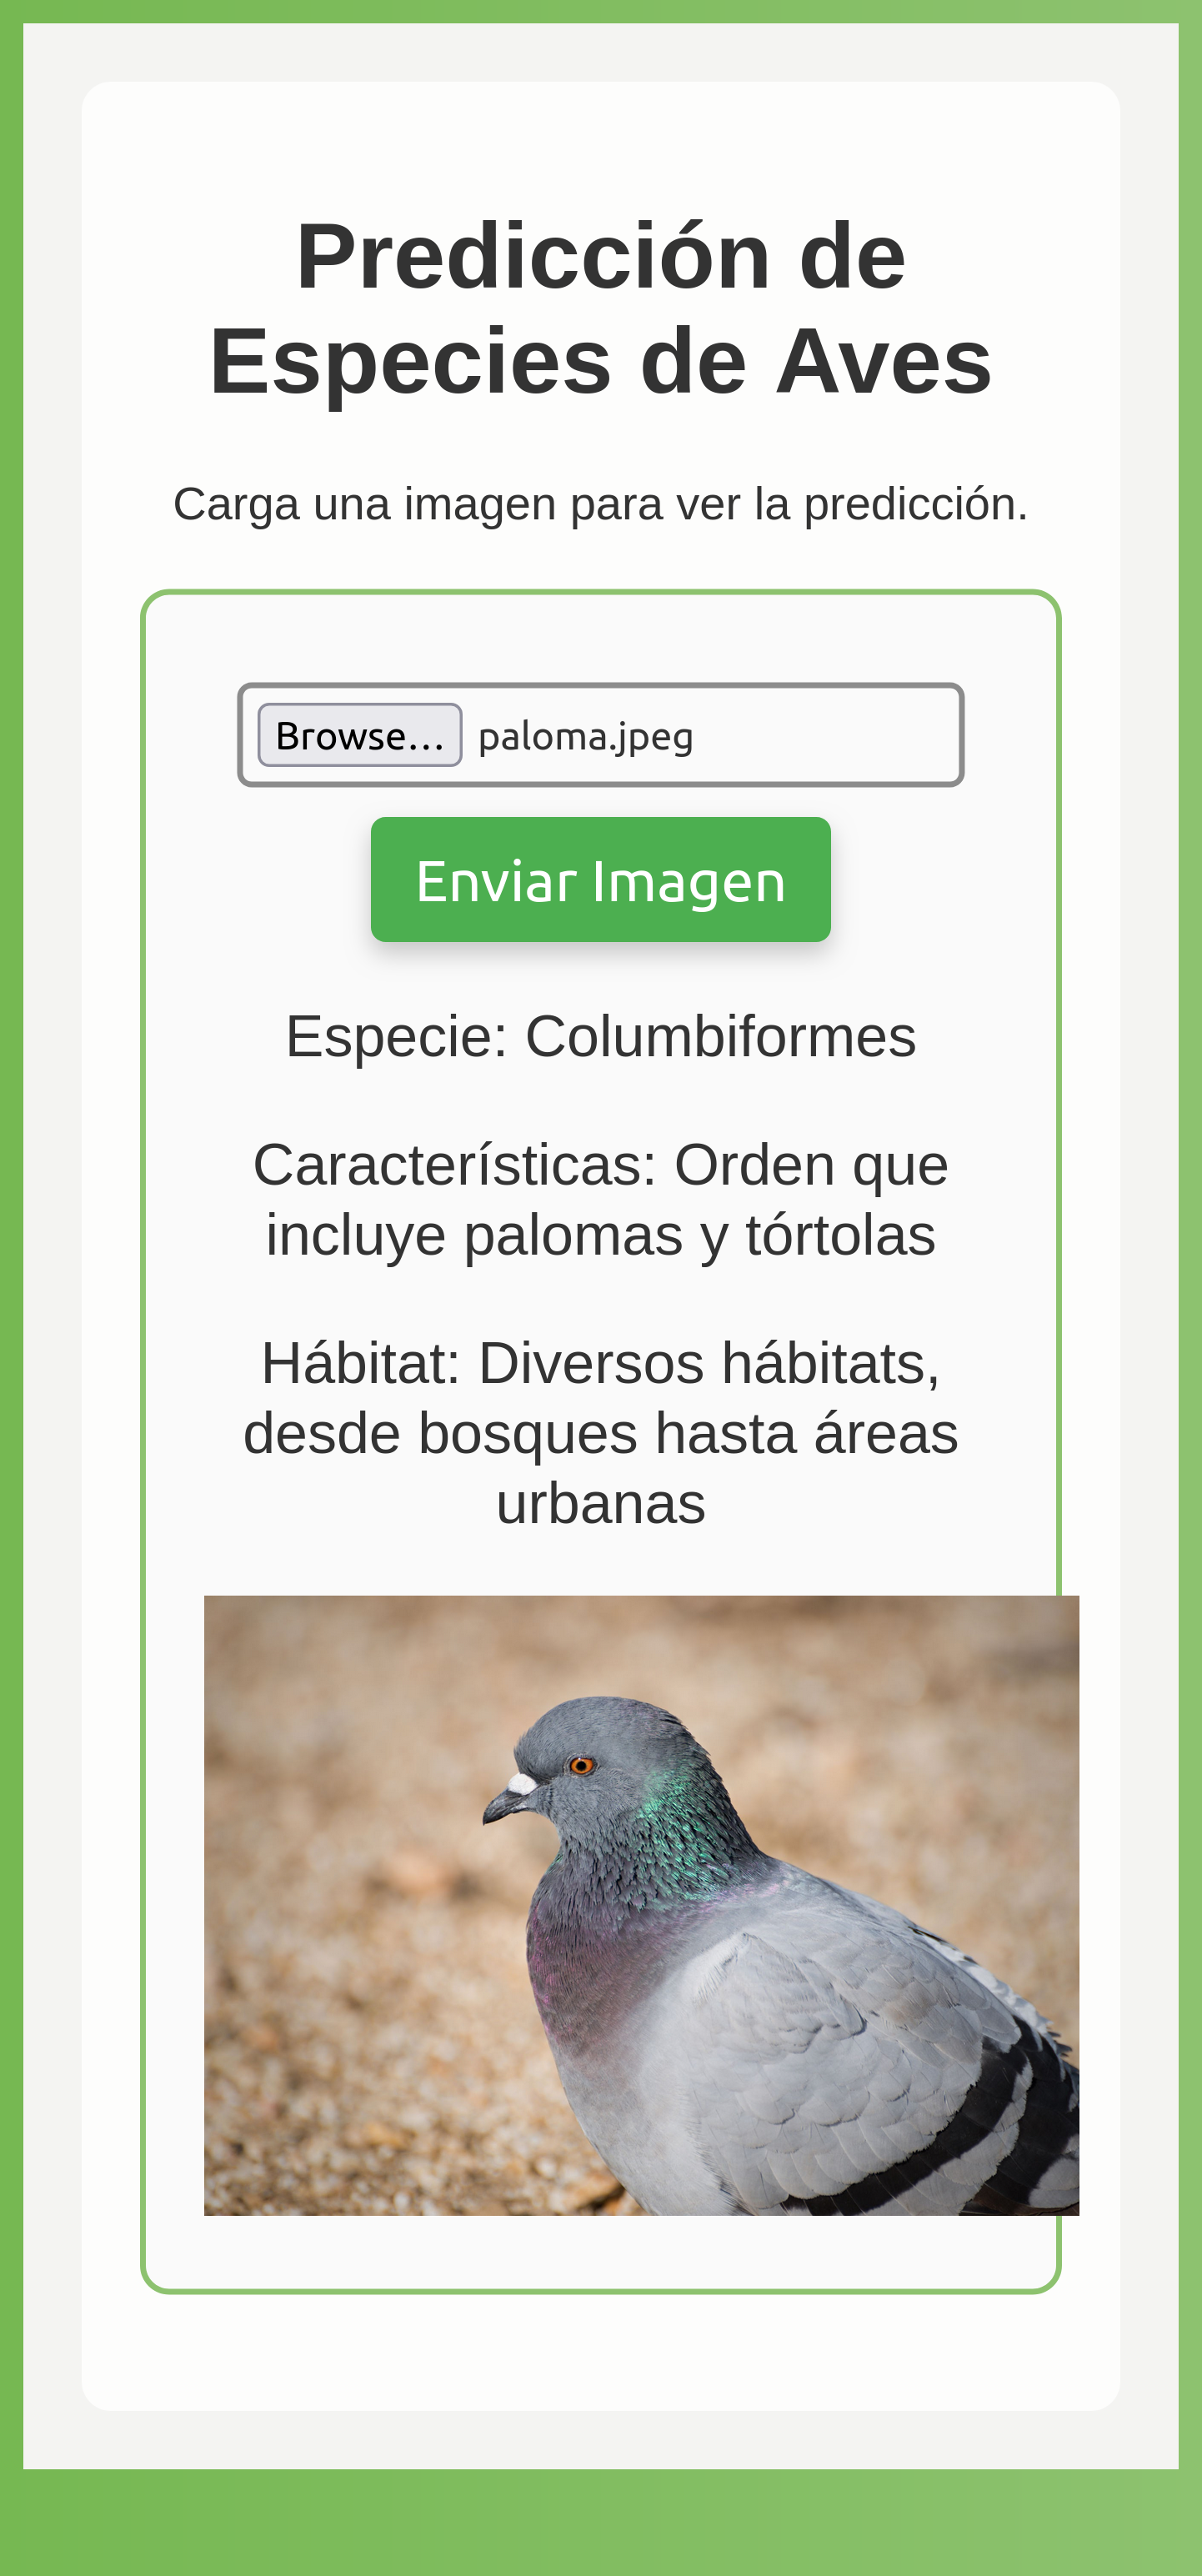 Predicción de
Especies de Aves
Carga una imagen para ver la predicción.
Browse... paloma.jpeg
Enviar Imagen
Especie: Columbiformes
Características: Orden que
incluye palomas y tórtolas
Hábitat: Diversos hábitats,
desde bosques hasta áreas
urbanas